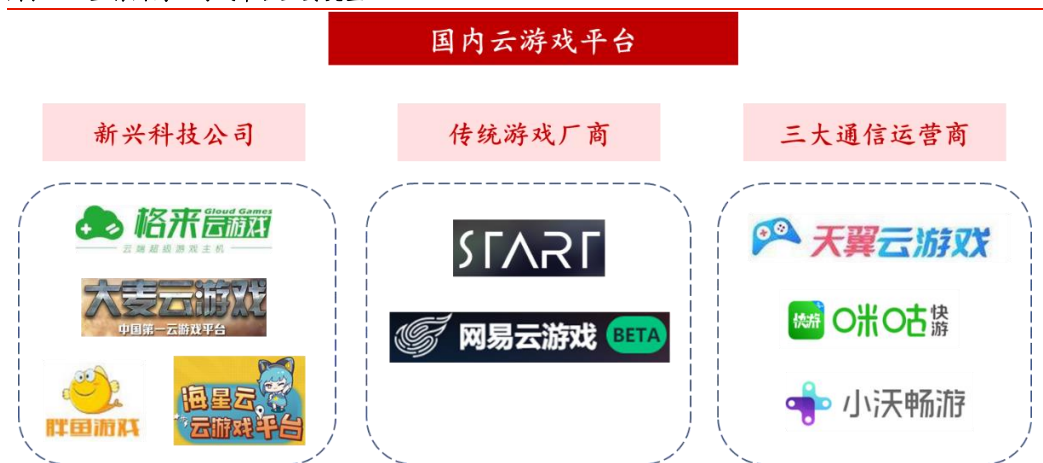 国内云游戏平台
新兴科技公司
传统游戏厂商
三大通信运营商
格来云游戏
Gloud Games
云端超级游戏主机
大麦云游戏
中国第一云游戏平台
胖鱼游戏
海星云
云游戏平台
START
网易云游戏 BETA
天翼云游戏
快游 咪咕快游
小沃畅游